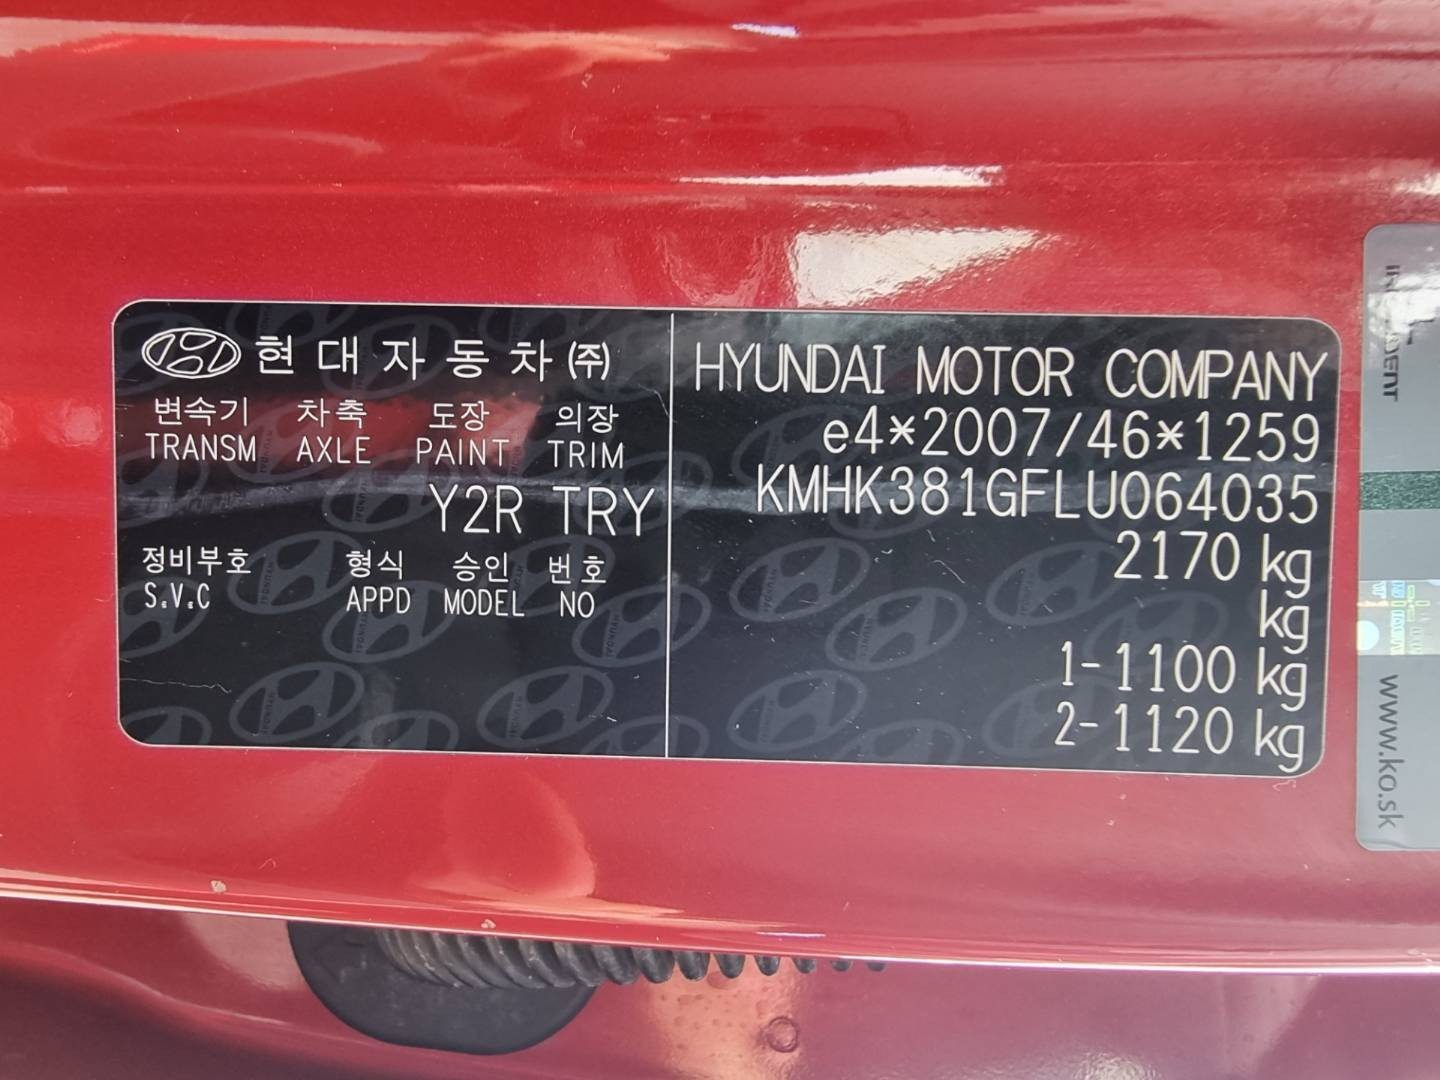 현대자동차(주)
변속기 차축 도장 의장
TRANSM AXLE PAINT TRIM
Y2R TRY
정비부호 형식 승인 번호
S.V.C APPD MODEL NO
HYUNDAI MOTOR COMPANY
e4*2007/46*1259
KMHK381GFLU064035
2170 kg
kg
1-1100 kg
2-1120 kg
www.ko.sk